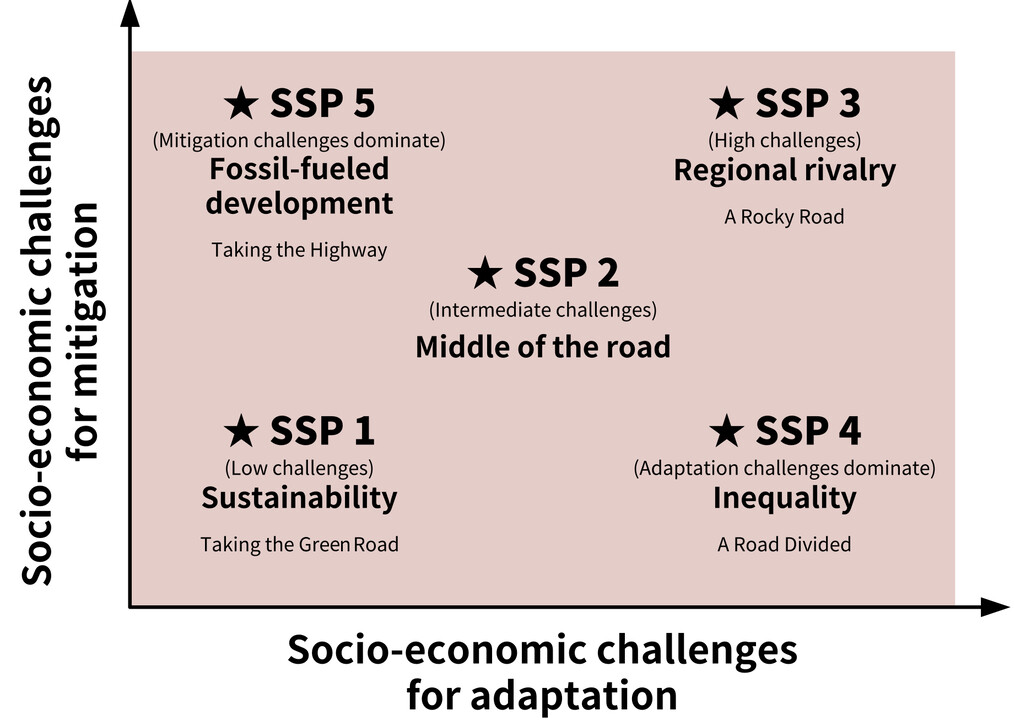 Socio-economic challenges
for mitigation
★ SSP 5
(Mitigation challenges dominate)
Fossil-fueled
development
Taking the Highway
★ SSP 3
(High challenges)
Regional rivalry
A Rocky Road
★ SSP 2
(Intermediate challenges)
Middle of the road
★ SSP 1
(Low challenges)
Sustainability
Taking the Green Road
★ SSP 4
(Adaptation challenges dominate)
Inequality
A Road Divided
Socio-economic challenges
for adaptation